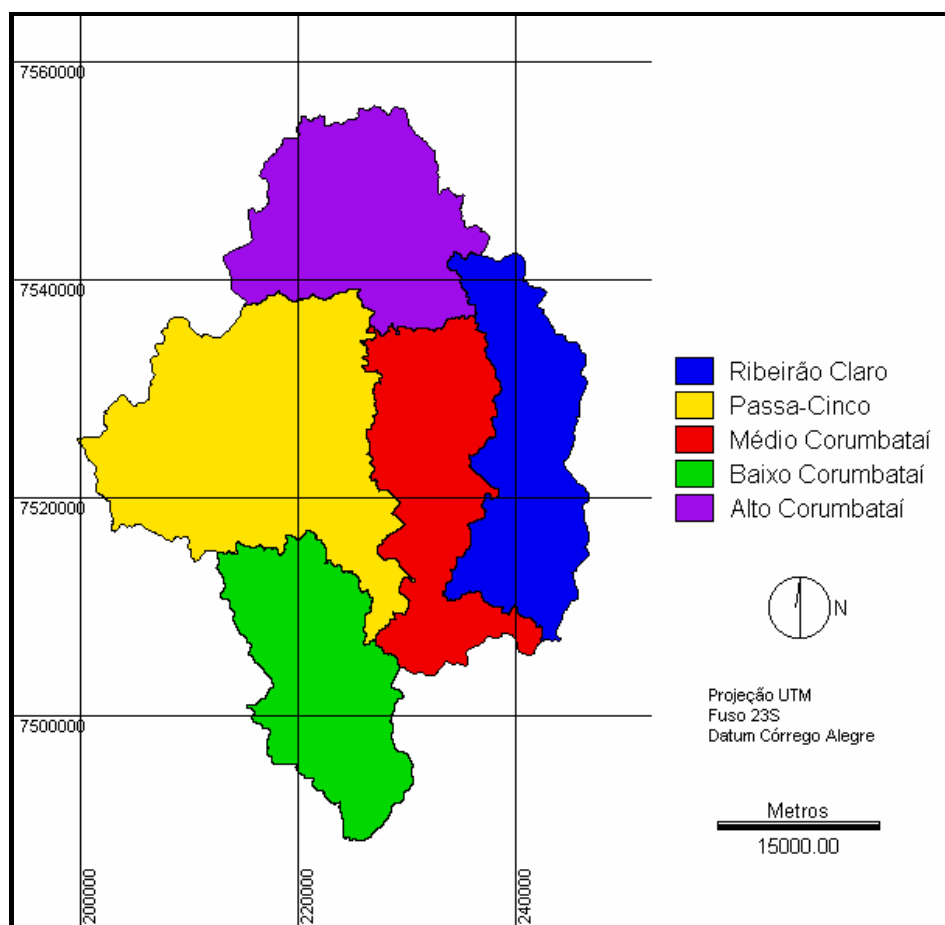 7560000
7540000
7520000
7500000
200000
220000
240000
Ribeirão Claro
Passa-Cinco
Médio Corumbataí
Baixo Corumbataí
Alto Corumbataí
N
Projeção UTM
Fuso 23S
Datum Córrego Alegre
Metros
15000.00